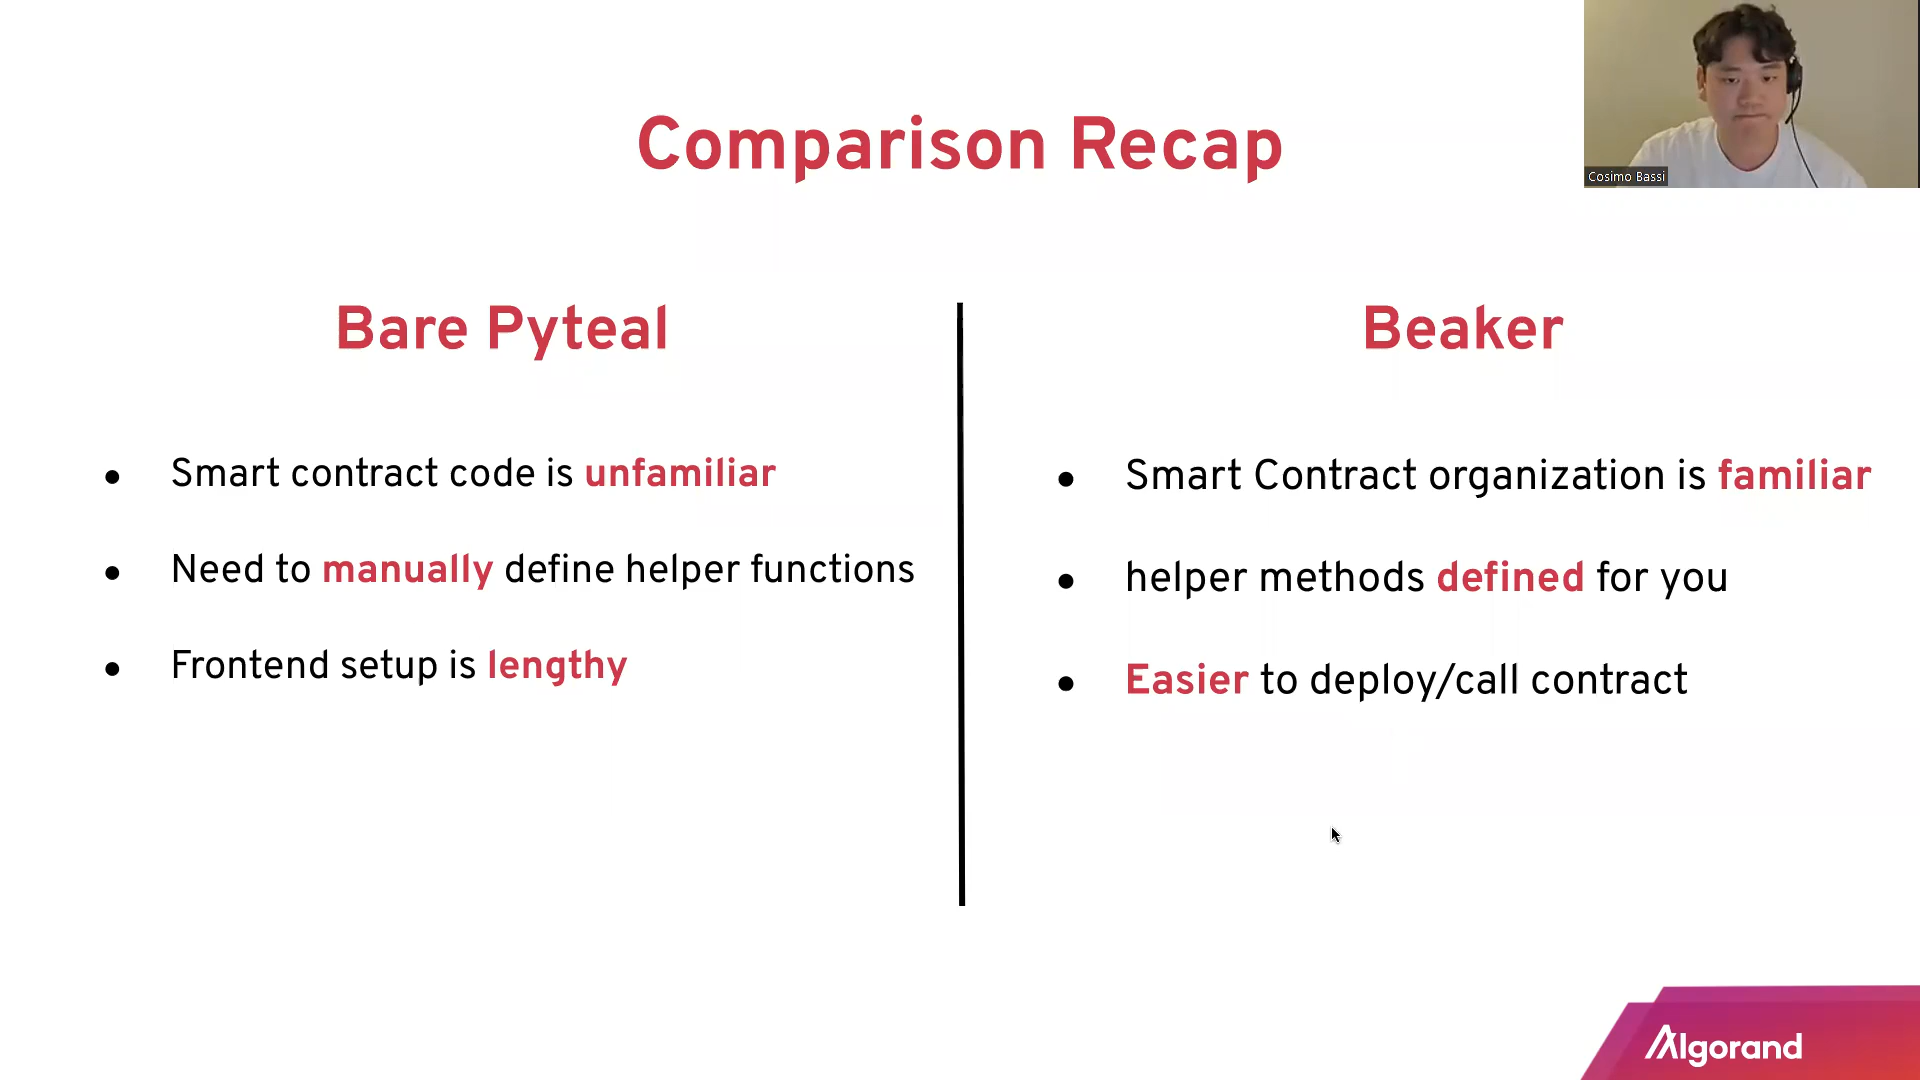 Comparison Recap
Cosimo Bassi
Bare Pyteal
Smart contract code is unfamiliar
Need to manually define helper functions
Frontend setup is lengthy
Beaker
Smart Contract organization is familiar
helper methods defined for you
Easier to deploy/call contract
Algorand